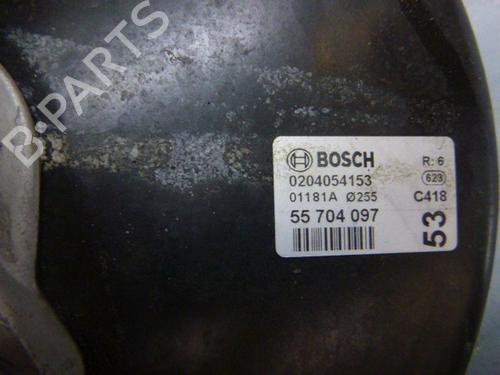 B-PARTS
BOSCH R: 6
0204054153 623
01181A Ø255 C418
55 704 097
53